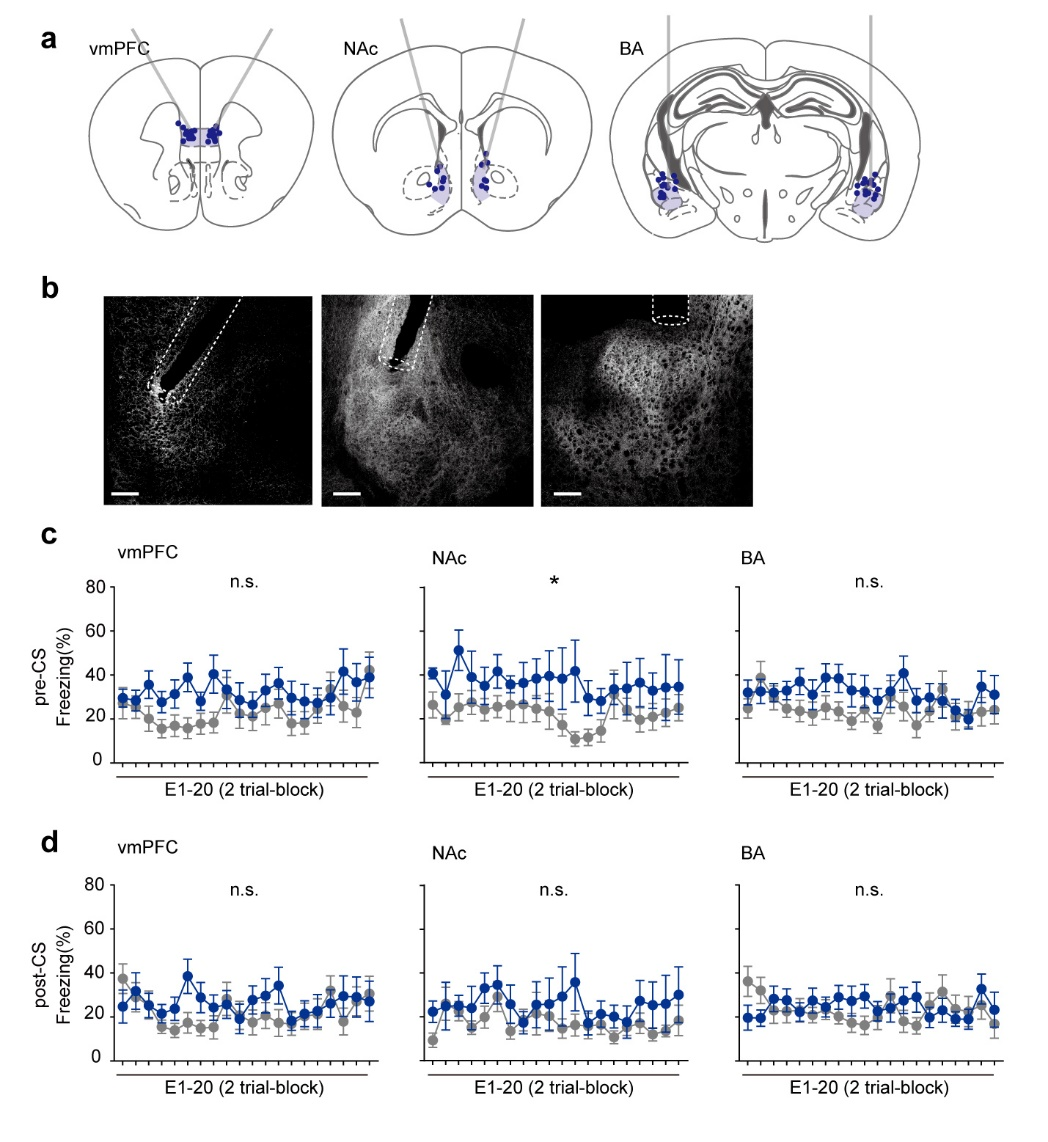 a
vmPFC
NAc
BA
b
c
vmPFC
NAc
BA
n.s.
*
n.s.
pre-CS
Freezing(%)
80
60
40
20
0
E1-20 (2 trial-block)
E1-20 (2 trial-block)
E1-20 (2 trial-block)
d
vmPFC
NAc
BA
n.s.
n.s.
n.s.
post-CS
Freezing(%)
80
60
40
20
0
E1-20 (2 trial-block)
E1-20 (2 trial-block)
E1-20 (2 trial-block)